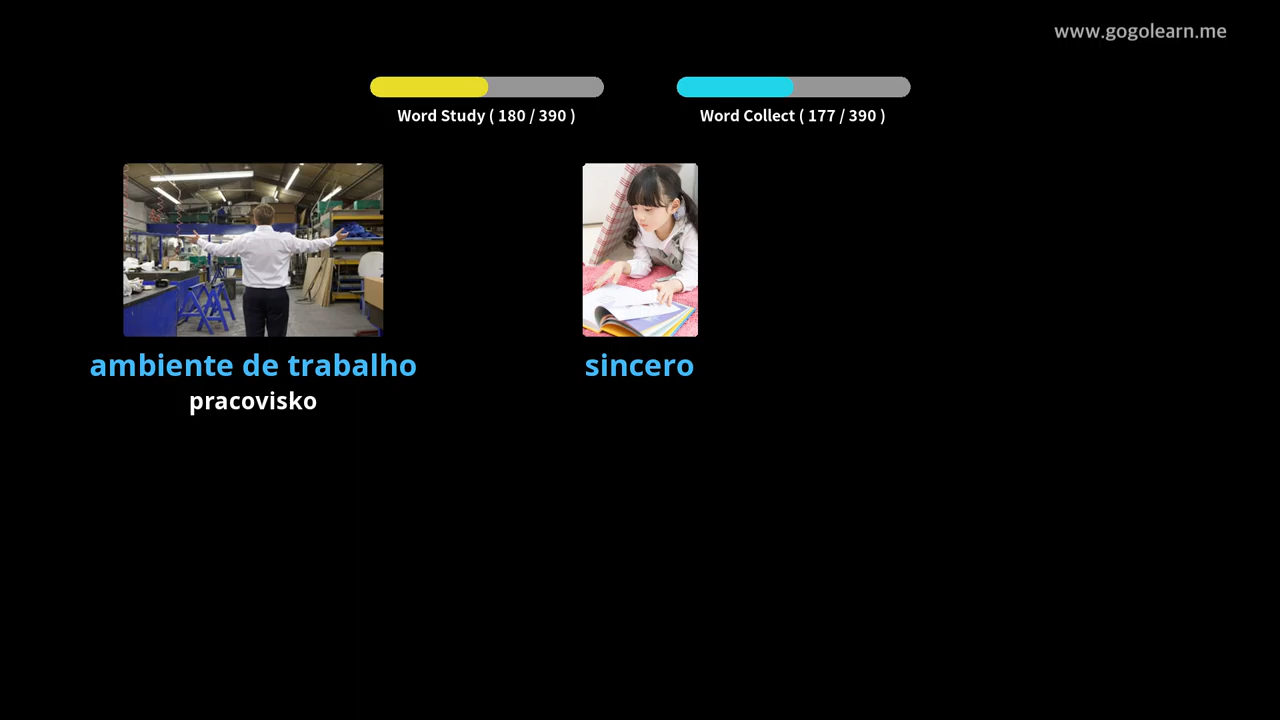 www.gogolearn.me
Word Study ( 180 / 390 )
Word Collect ( 177 / 390 )
ambiente de trabalho
sincero
pracovisko